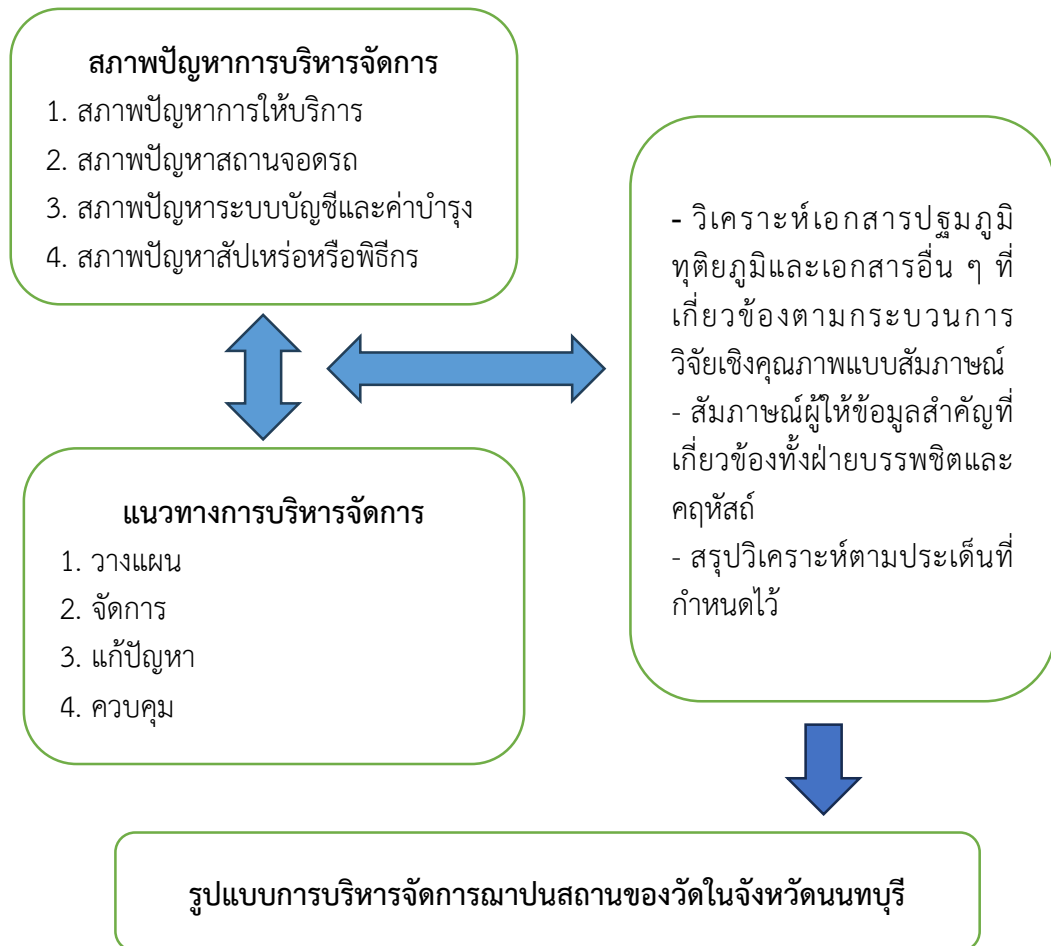 สภาพปัญหาการบริหารจัดการ
1. สภาพปัญหาการให้บริการ
2. สภาพปัญหาสถานจอดรถ
3. สภาพปัญหาระบบบัญชีและค่าบำรุง
4. สภาพปัญหาสัปเหร่อหรือพิธีกร
แนวทางการบริหารจัดการ
1. วางแผน
2. จัดการ
3. แก้ปัญหา
4. ควบคุม
- วิเคราะห์เอกสารปฐมภูมิ
ทุติยภูมิและเอกสารอื่น ๆ ที่
เกี่ยวข้องตามกระบวนการ
วิจัยเชิงคุณภาพแบบสัมภาษณ์
- สัมภาษณ์ผู้ให้ข้อมูลสำคัญที่
เกี่ยวข้องทั้งฝ่ายบรรพชิตและ
คฤหัสถ์
- สรุปวิเคราะห์ตามประเด็นที่
กำหนดไว้
รูปแบบการบริหารจัดการฌาปนสถานของวัดในจังหวัดนนทบุรี